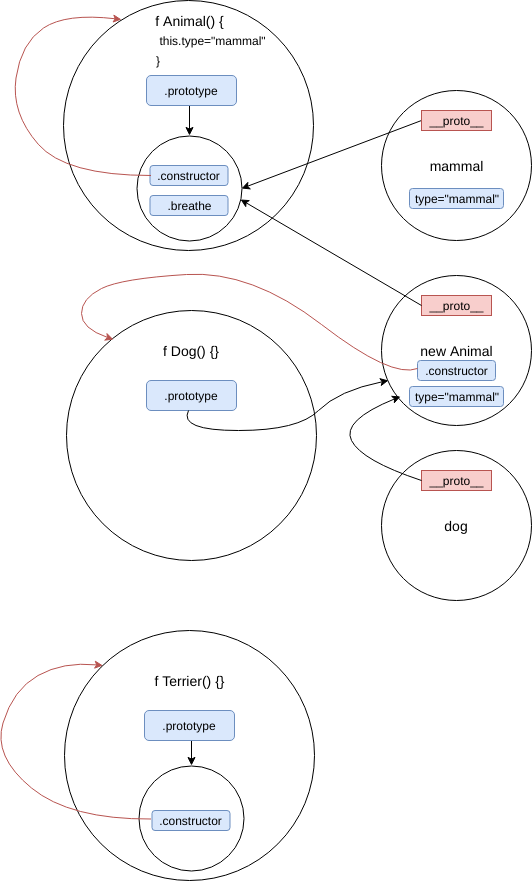 f Animal() {
this.type="mammal"
}
.prototype
.constructor
.breathe
__proto__
mammal
type="mammal"
__proto__
new Animal
.constructor
type="mammal"
f Dog() {}
.prototype
__proto__
dog
f Terrier() {}
.prototype
.constructor